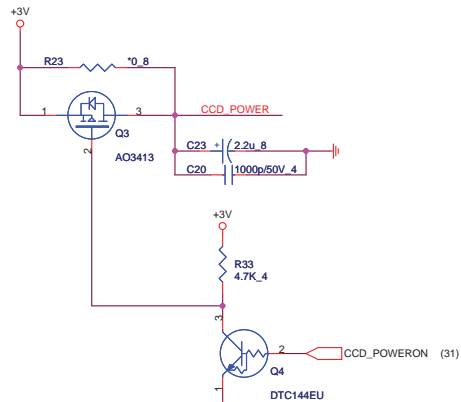 +3V
R23 *0_8
1 3 CCD_POWER
Q3
2
AO3413
C23 + 2.2u_8
C20 1000p/50V_4
+3V
R33
4.7K_4
3
2 CCD_POWERON (31)
Q4
1 DTC144EU